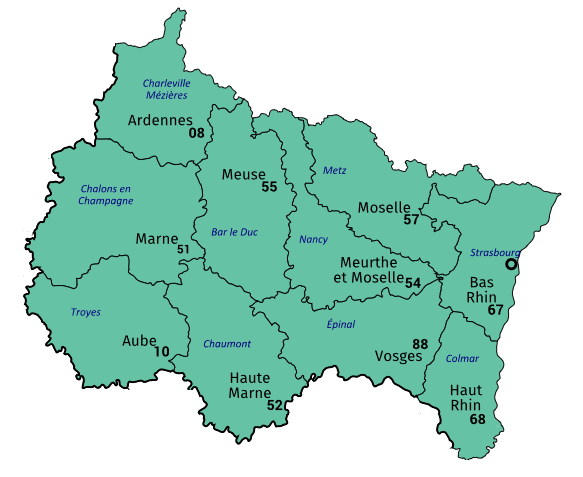 Charleville
Mézières
Ardennes
08
Meuse
55
Metz
Moselle
57
Chalons en
Champagne
Marne
51
Bar le Duc
Nancy
Meurthe
et Moselle
54
Strasbourg
Bas
Rhin
67
Troyes
Aube
10
Chaumont
Haute
Marne
52
Épinal
88
Vosges
Colmar
Haut
Rhin
68